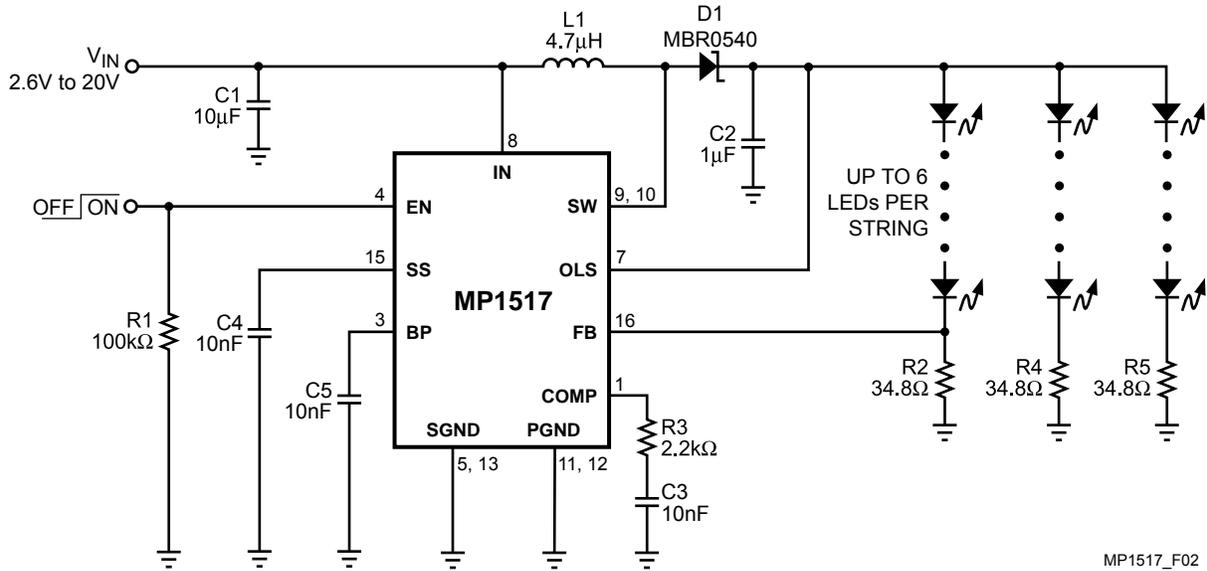 D1
MBR0540
L1
4.7µH
VIN
2.6V to 20V
C1
10µF
C2
1µF
8
IN
UP TO 6
LEDs PER
STRING
OFF ON
4
EN
SW
9, 10
15
SS
OLS
7
MP1517
R1
100kΩ
C4
10nF
3
BP
FB
16
C5
10nF
COMP
1
R2
34.8Ω
R4
34.8Ω
R5
34.8Ω
SGND
PGND
R3
2.2kΩ
5, 13
11, 12
C3
10nF
MP1517_F02